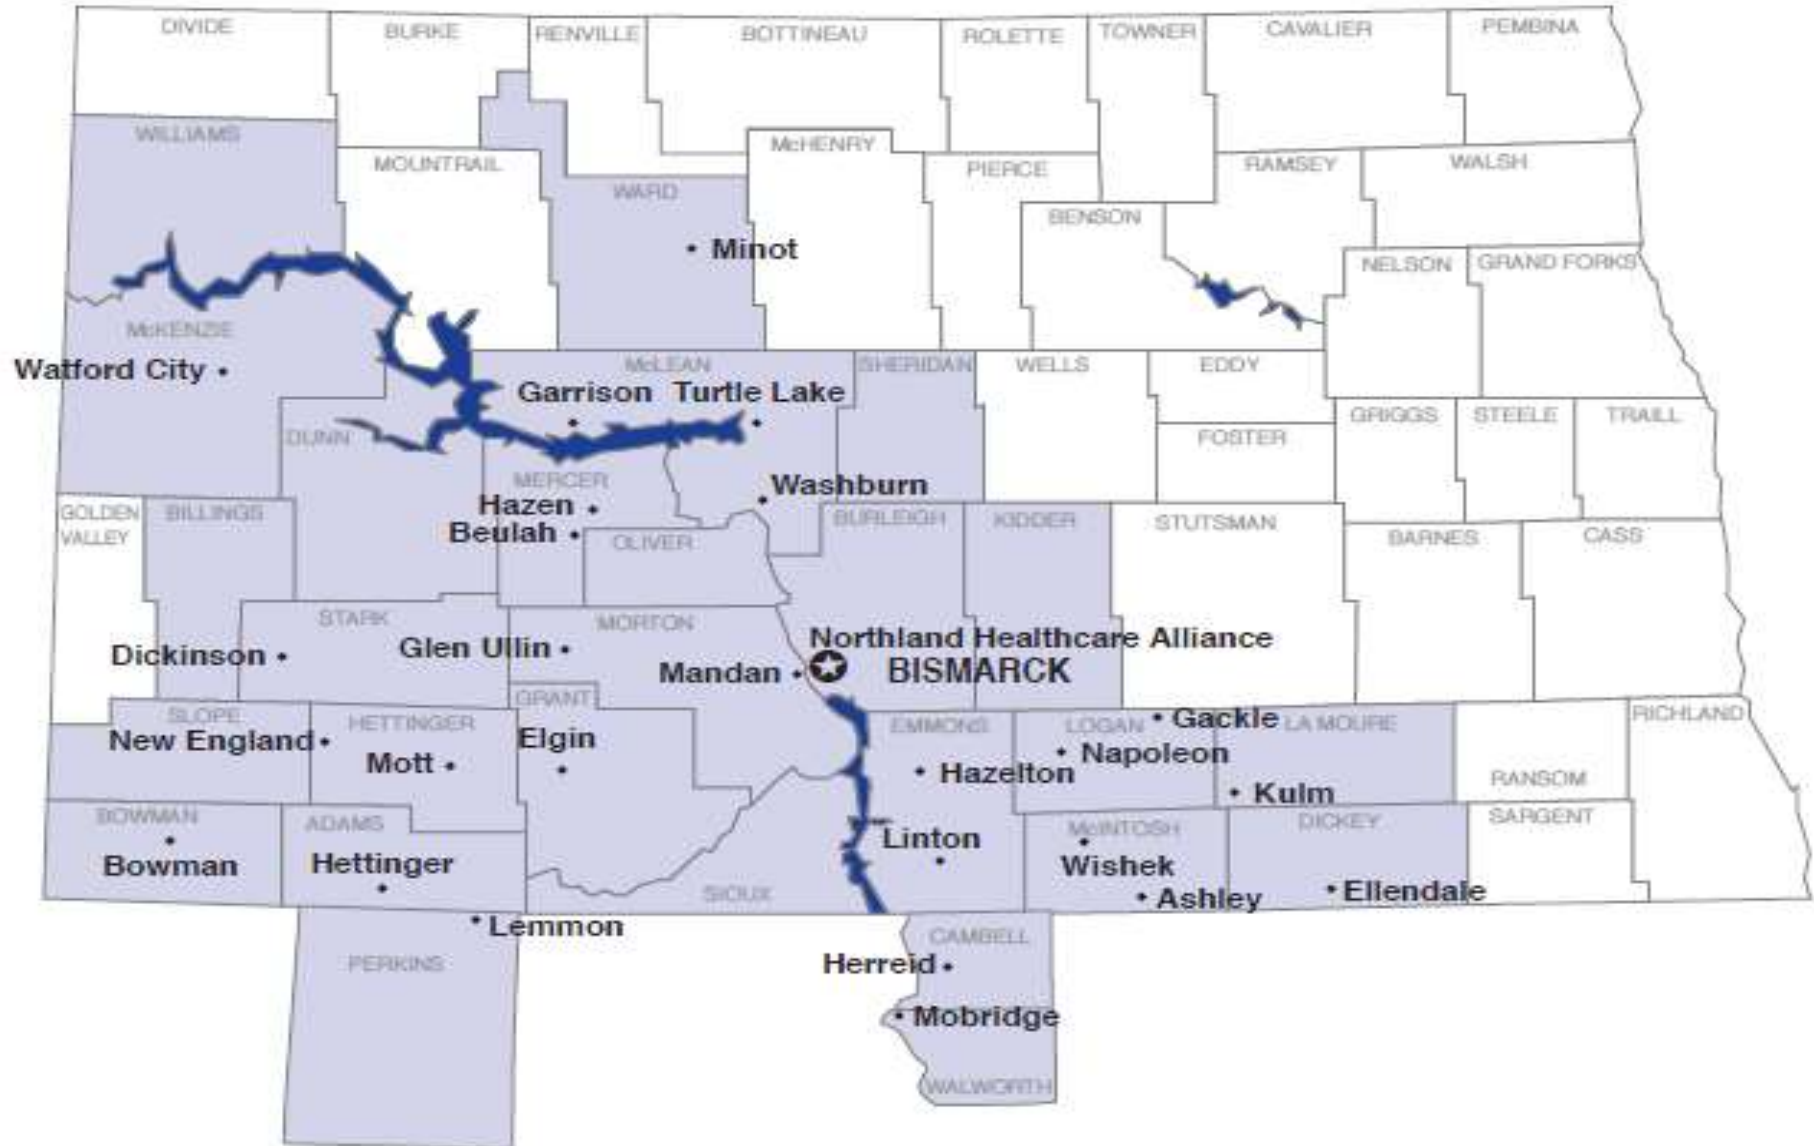 DIVIDE
BURKE
RENVILLE
BOTTINEAU
ROLETTE
TOWNER
CAVALIER
PEMBINA
WILLIAMS
MOUNTRAIL
WARD
McHENRY
PIERCE
BENSON
RAMSEY
WALSH
Minot
NELSON
GRAND FORKS
McKENZIE
Watford City
McLEAN
SHERIDAN
WELLS
EDDY
Garrison
Turtle Lake
DUNN
FOSTER
GRIGGS
STEELE
TRAILL
MERCER
Hazen
Beulah
Washburn
GOLDEN
VALLEY
BILLINGS
OLIVER
BURLEIGH
KIDDER
STUTSMAN
BARNES
CASS
STARK
Dickinson
Glen Ullin
MORTON
Mandan
Northland Healthcare Alliance
BISMARCK
SLOPE
New England
HETTINGER
Mott
GRANT
Elgin
EMMONS
Hazelton
LOGAN
Gackle
Napoleon
LA MOURE
Kulm
RANSOM
RICHLAND
BOWMAN
Bowman
ADAMS
Hettinger
SIOUX
Linton
McINTOSH
Wishek
Ashley
DICKEY
Ellendale
SARGENT
Lemmon
PERKINS
CAMBELL
Herreid
Mobridge
WALWORTH